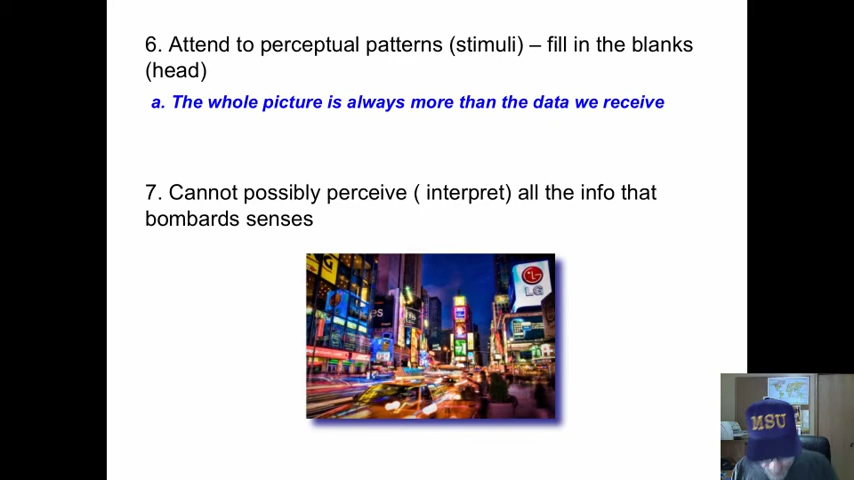 6. Attend to perceptual patterns (stimuli) – fill in the blanks
(head)
a. The whole picture is always more than the data we receive
7. Cannot possibly perceive ( interpret) all the info that
bombards senses
LG
MSU